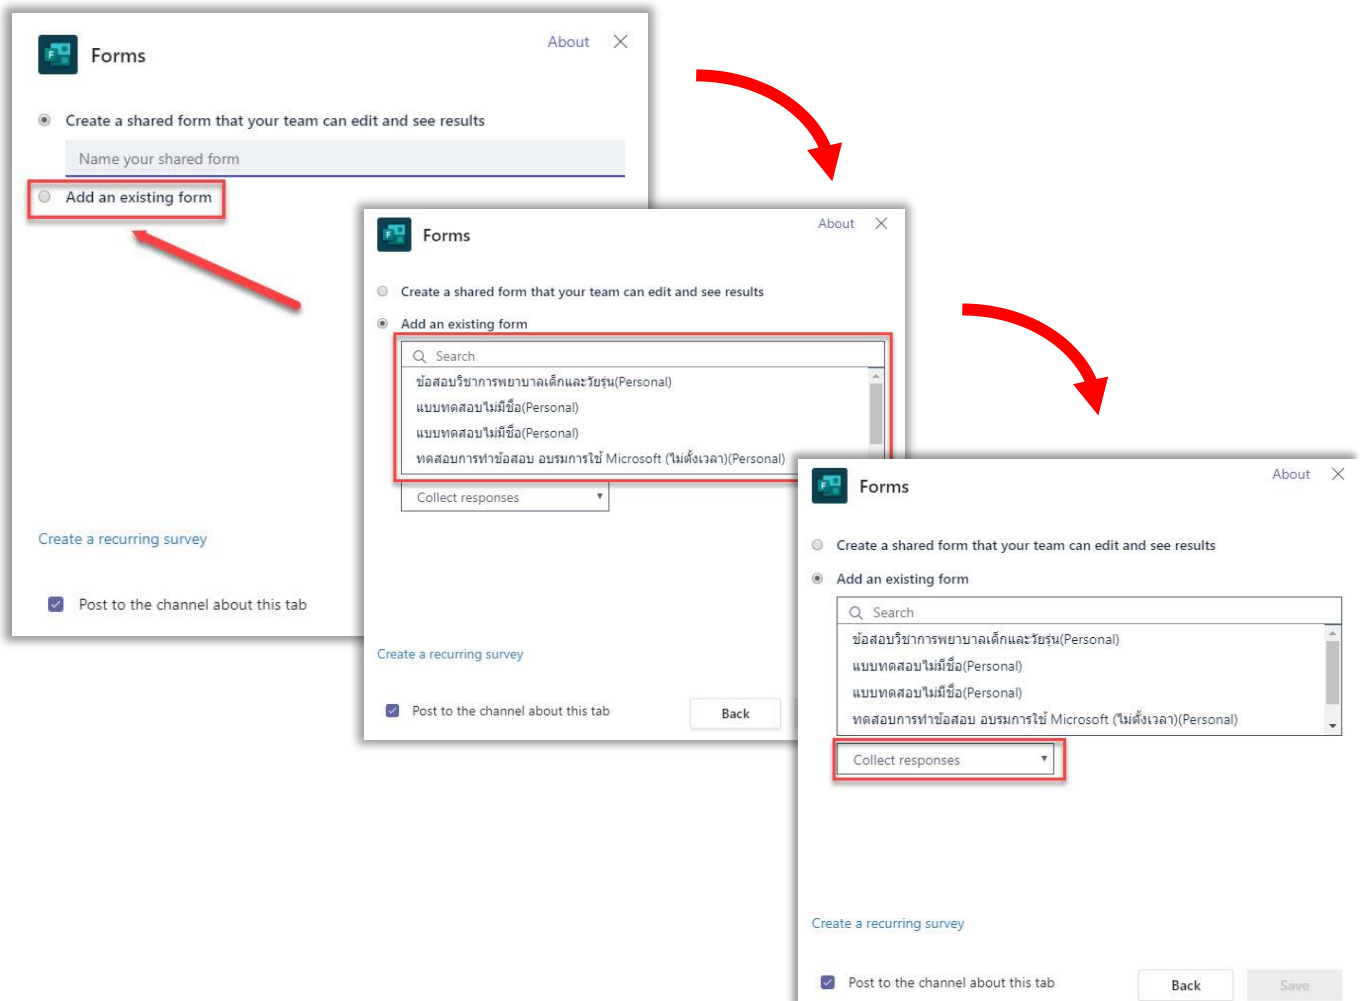 Forms
About
Create a shared form that your team can edit and see results
Name your shared form
Add an existing form
Create a recurring survey
Post to the channel about this tab
Forms
About
Create a shared form that your team can edit and see results
Add an existing form
Search
ข้อสอบวิชาการพยาบาลเด็กและวัยรุ่น(Personal)
แบบทดสอบไม่มีชื่อ(Personal)
แบบทดสอบไม่มีชื่อ(Personal)
ทดสอบการทำข้อสอบ อบรมการใช้ Microsoft (ไม่ตั้งเวลา)(Personal)
Collect responses
Create a recurring survey
Post to the channel about this tab
Back
Forms
About
Create a shared form that your team can edit and see results
Add an existing form
Search
ข้อสอบวิชาการพยาบาลเด็กและวัยรุ่น(Personal)
แบบทดสอบไม่มีชื่อ(Personal)
แบบทดสอบไม่มีชื่อ(Personal)
ทดสอบการทำข้อสอบ อบรมการใช้ Microsoft (ไม่ตั้งเวลา)(Personal)
Collect responses
Create a recurring survey
Post to the channel about this tab
Back
Save